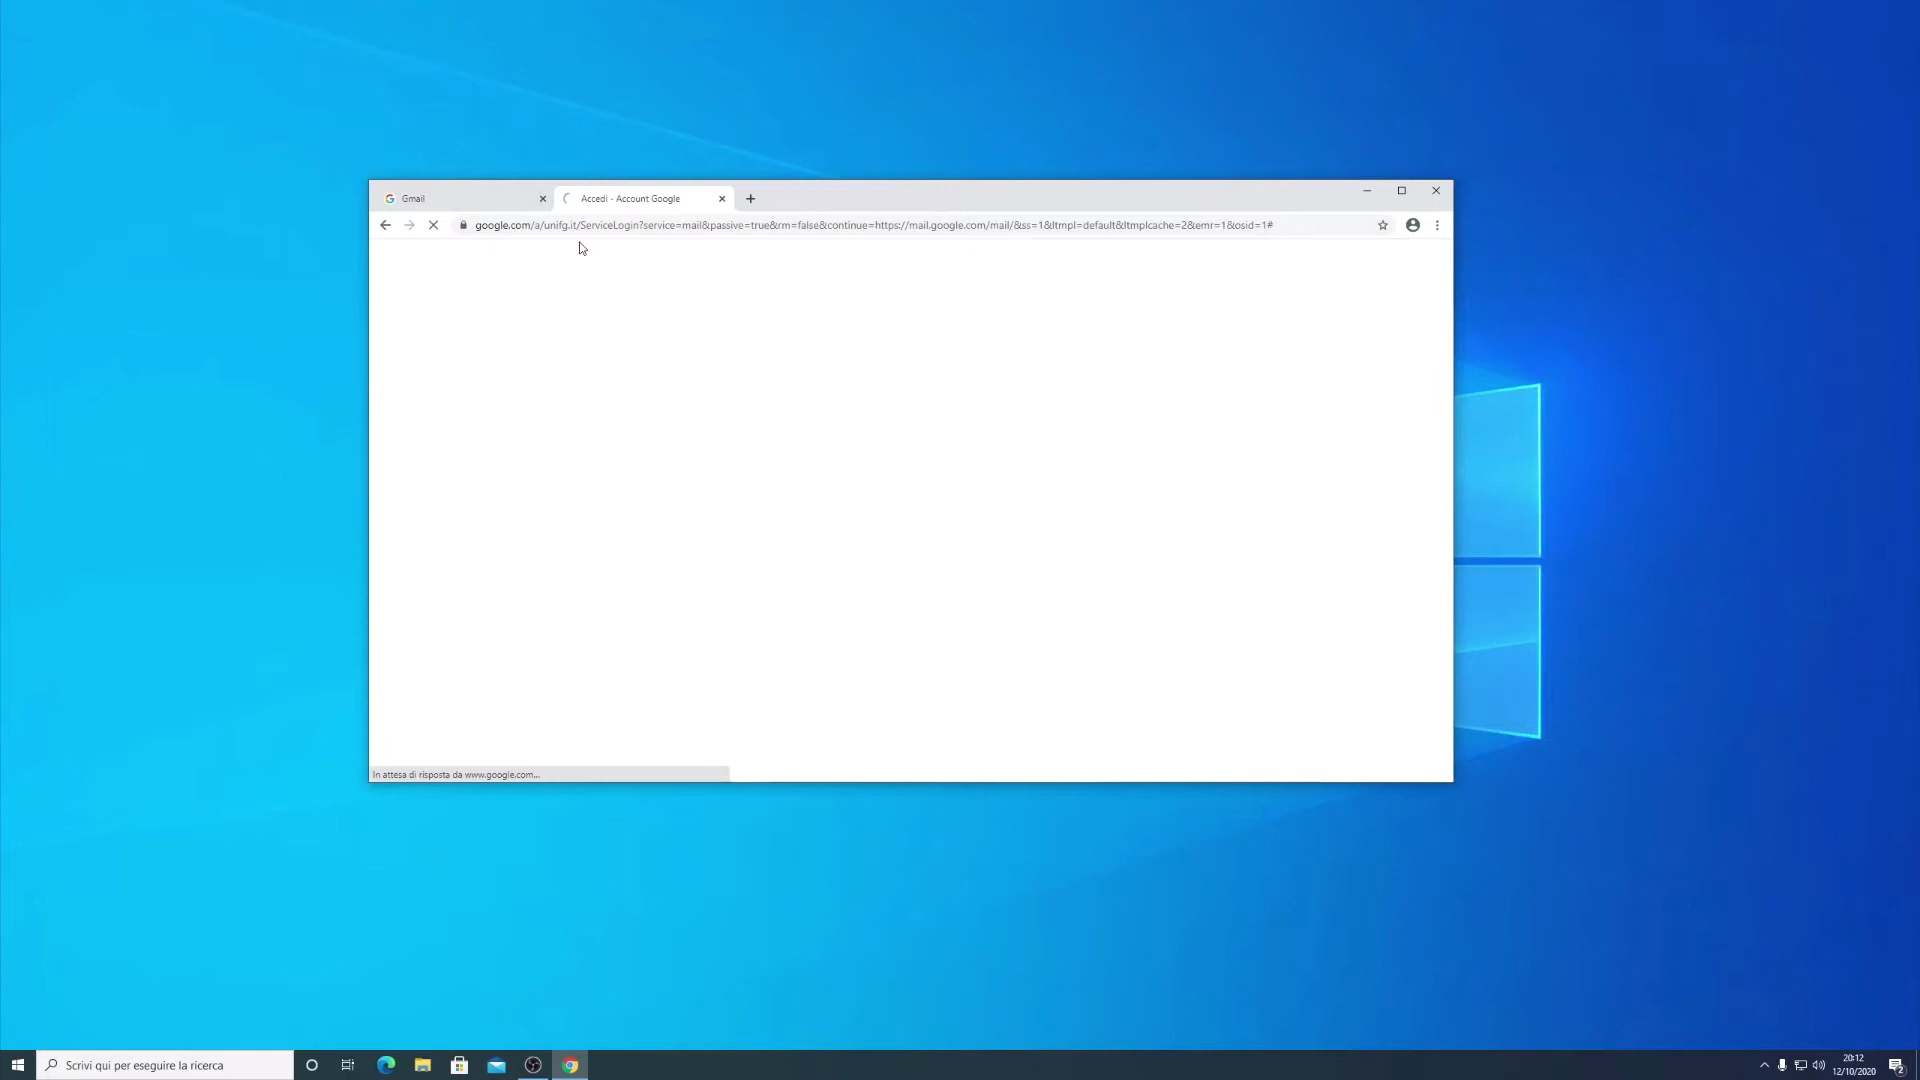 Gmail
Accedi - Account Google
google.com/a/unifg.it/ServiceLogin?service=mail&passive=true&rm=false&continue=https://mail.google.com/mail/&ss=1&ltmpl=default&ltmplcache=2&emr=1&osid=1#
In attesa di risposta da www.google.com...
Scrivi qui per eseguire la ricerca
20:12
12/10/2020
2